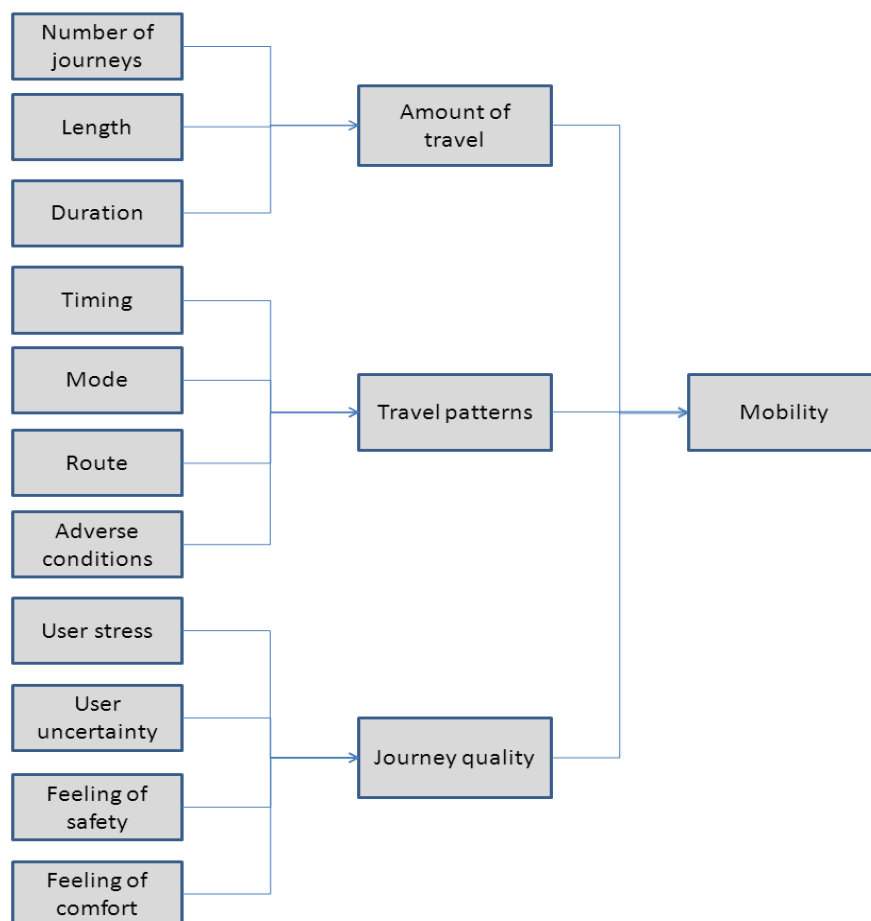 Number of
journeys
Length
Duration
Timing
Mode
Route
Adverse
conditions
User stress
User
uncertainty
Feeling of
safety
Feeling of
comfort
Amount of
travel
Travel patterns
Journey quality
Mobility